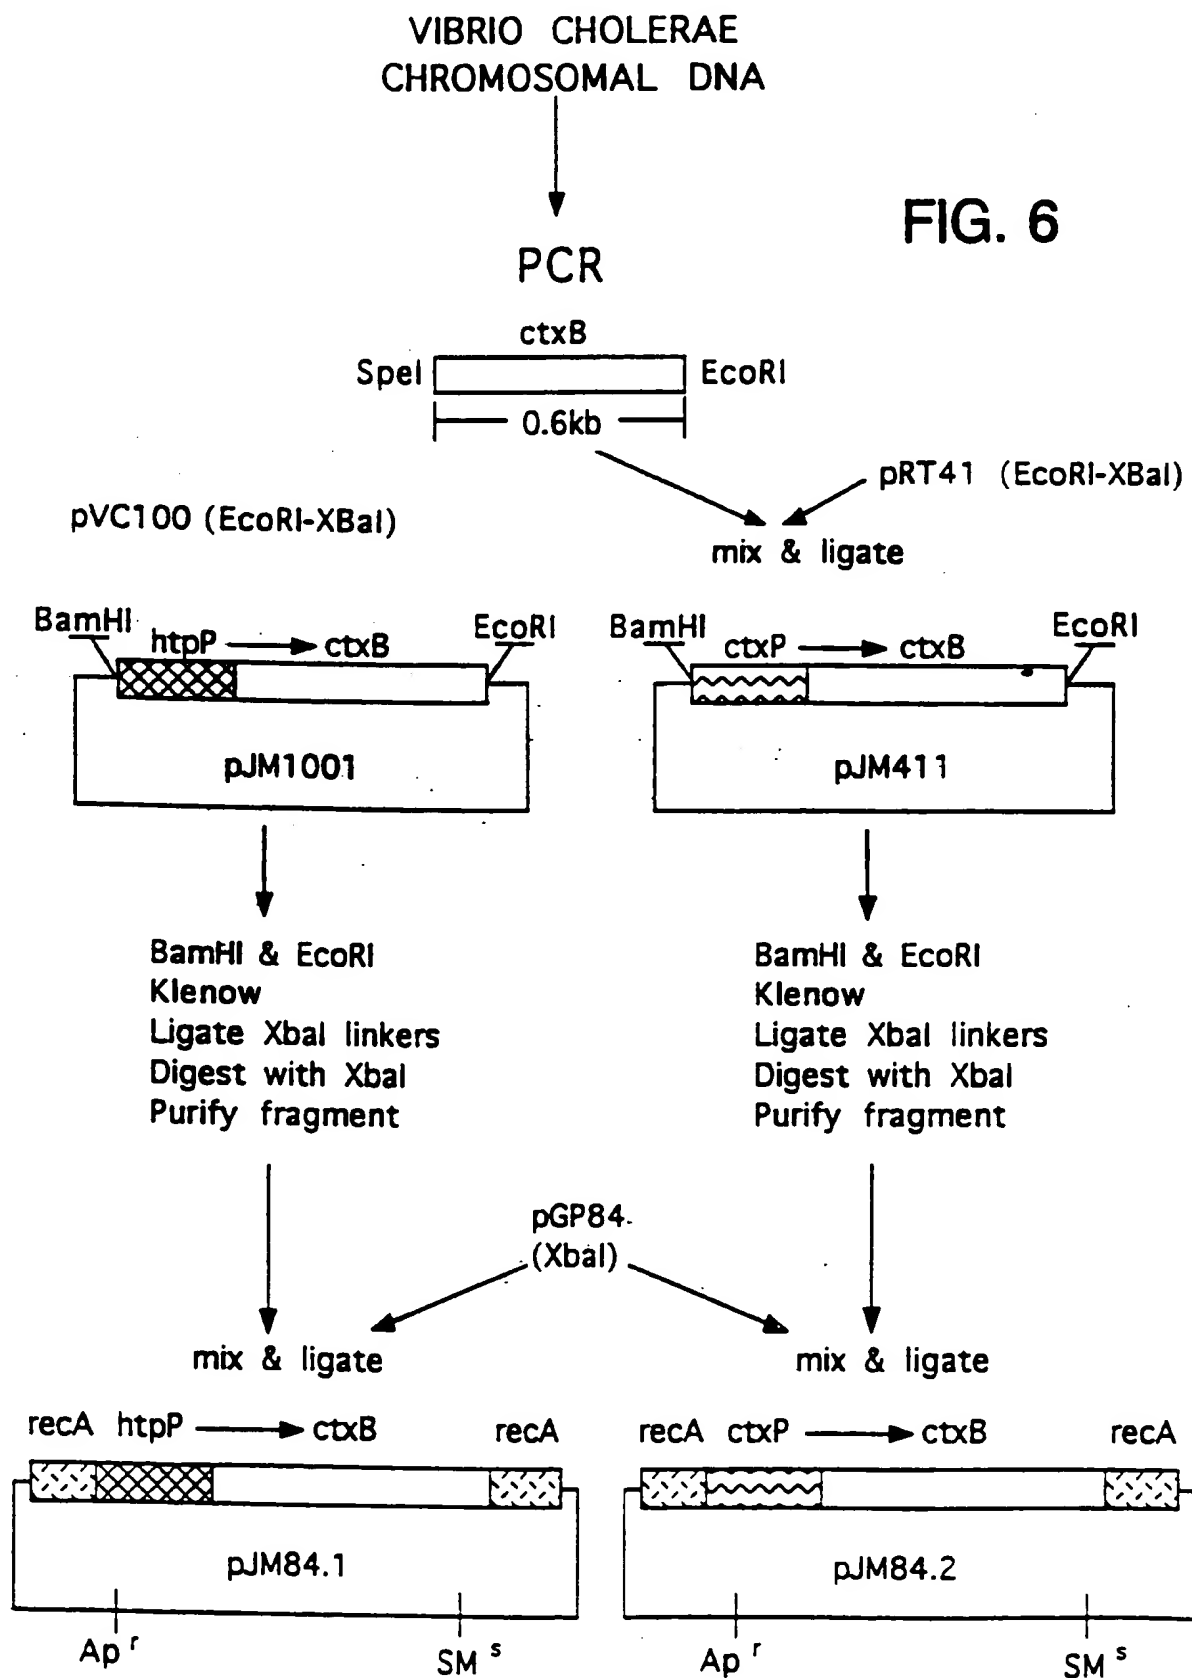 VIBRIO CHOLERAE
CHROMOSOMAL DNA
FIG. 6
PCR
ctxB
SpeI
EcoRI
0.6kb
pRT41 (EcoRI-XBaI)
pVC100 (EcoRI-XBaI)
mix & ligate
BamHI
htpP
ctxB
EcoRI
pJM1001
BamHI
ctxP
ctxB
EcoRI
pJM411
BamHI & EcoRI
Klenow
Ligate XbaI linkers
Digest with XbaI
Purify fragment
BamHI & EcoRI
Klenow
Ligate XbaI linkers
Digest with XbaI
Purify fragment
pGP84
(XbaI)
mix & ligate
mix & ligate
recA htpP ctxB recA
pJM84.1
Ap r
SM s
recA ctxP ctxB recA
pJM84.2
Ap r
SM s